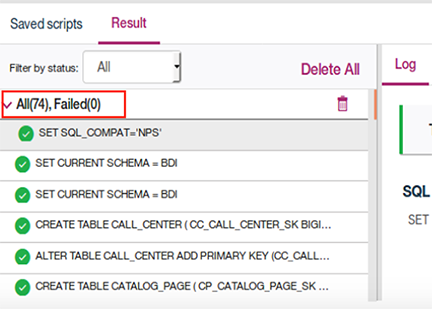 Saved scripts
Result
Filter by status:
All
Delete All
Log
All(74), Failed(0)
SET SQL_COMPAT='NPS'
SET CURRENT SCHEMA = BDI
SET CURRENT SCHEMA = BDI
SQL
SET
CREATE TABLE CALL_CENTER ( CC_CALL_CENTER_SK BIGI...
ALTER TABLE CALL_CENTER ADD PRIMARY KEY (CC_CALL...
CREATE TABLE CATALOG_PAGE ( CP_CATALOG_PAGE_SK ...